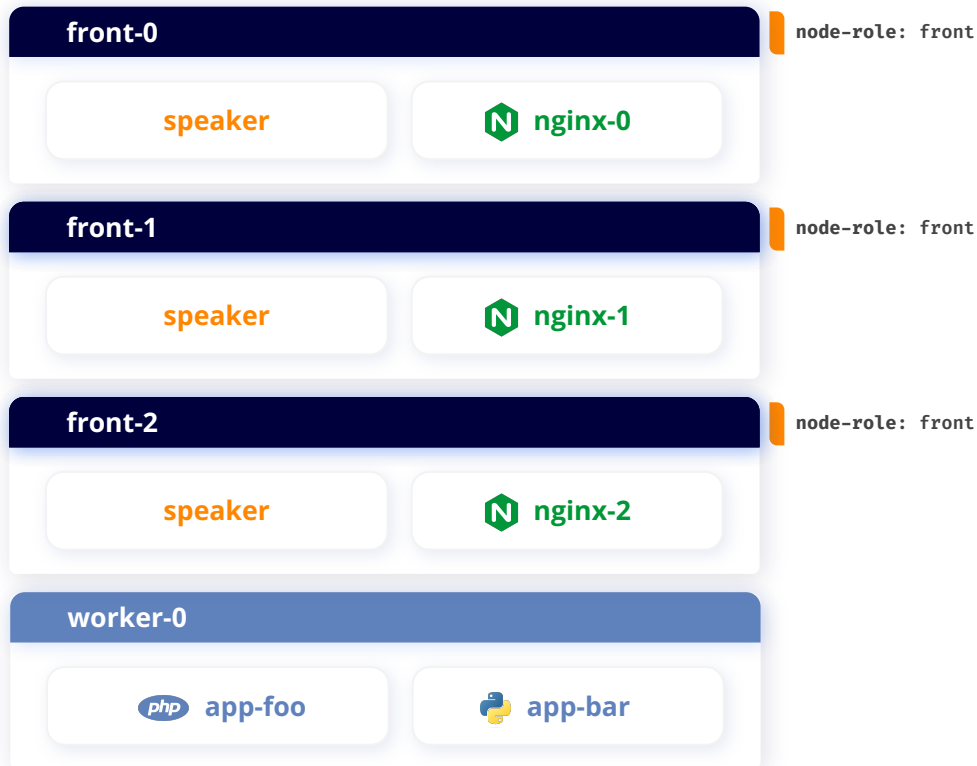 front-0
node-role: front
speaker
nginx-0
front-1
node-role: front
speaker
nginx-1
front-2
node-role: front
speaker
nginx-2
worker-0
php app-foo
app-bar